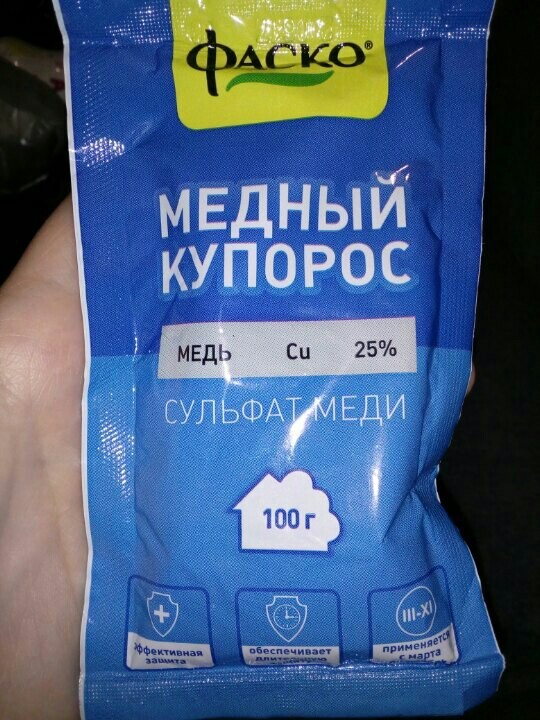 ФАСКО®
МЕДНЫЙ
КУПОРОС
МЕДЬ Cu 25%
СУЛЬФАТ МЕДИ
100 г
III-XI
эффективная
защита
обеспечивает
применяется
с марта